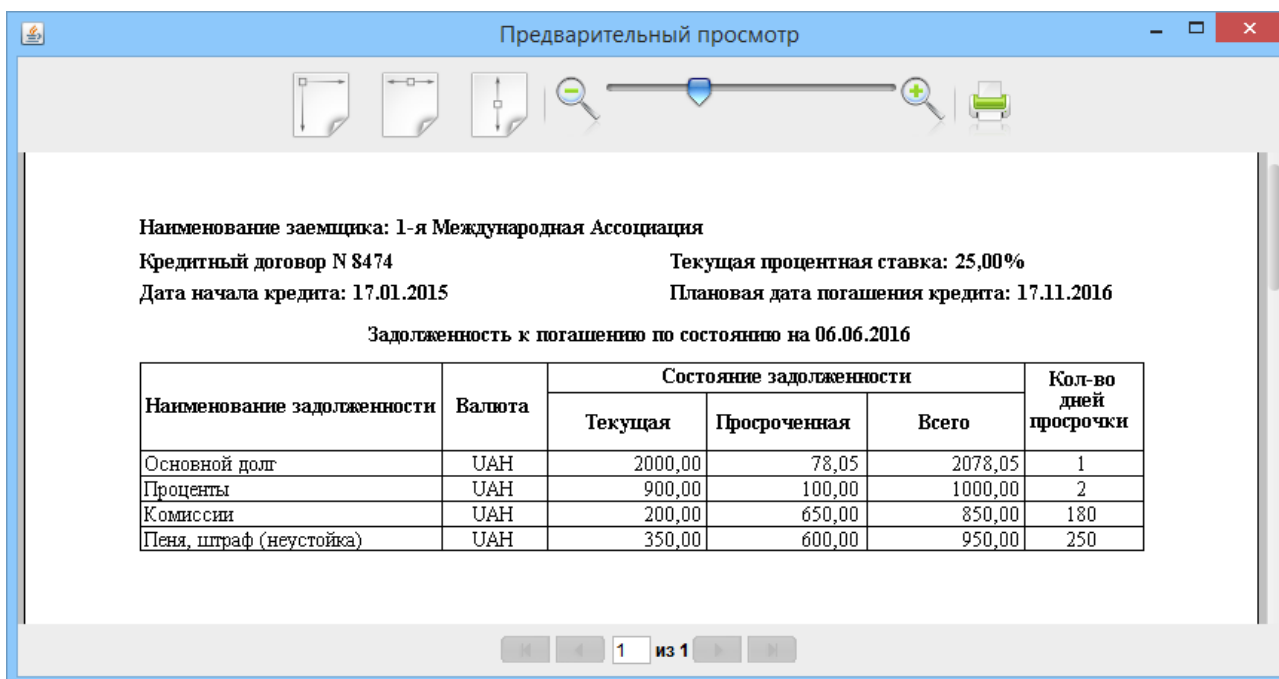 Предварительный просмотр
Наименование заемщика: 1-я Международная Ассоциация
Кредитный договор N 8474 Текущая процентная ставка: 25,00%
Дата начала кредита: 17.01.2015 Плановая дата погашения кредита: 17.11.2016
Задолженность к погашению по состоянию на 06.06.2016
Наименование задолженности Валюта Состояние задолженности Кол-во дней просрочки
Текущая Просроченная Всего
Основной долг UAH 2000,00 78,05 2078,05 1
Проценты UAH 900,00 100,00 1000,00 2
Комиссии UAH 200,00 650,00 850,00 180
Пеня, штраф (неустойка) UAH 350,00 600,00 950,00 250
1 из 1